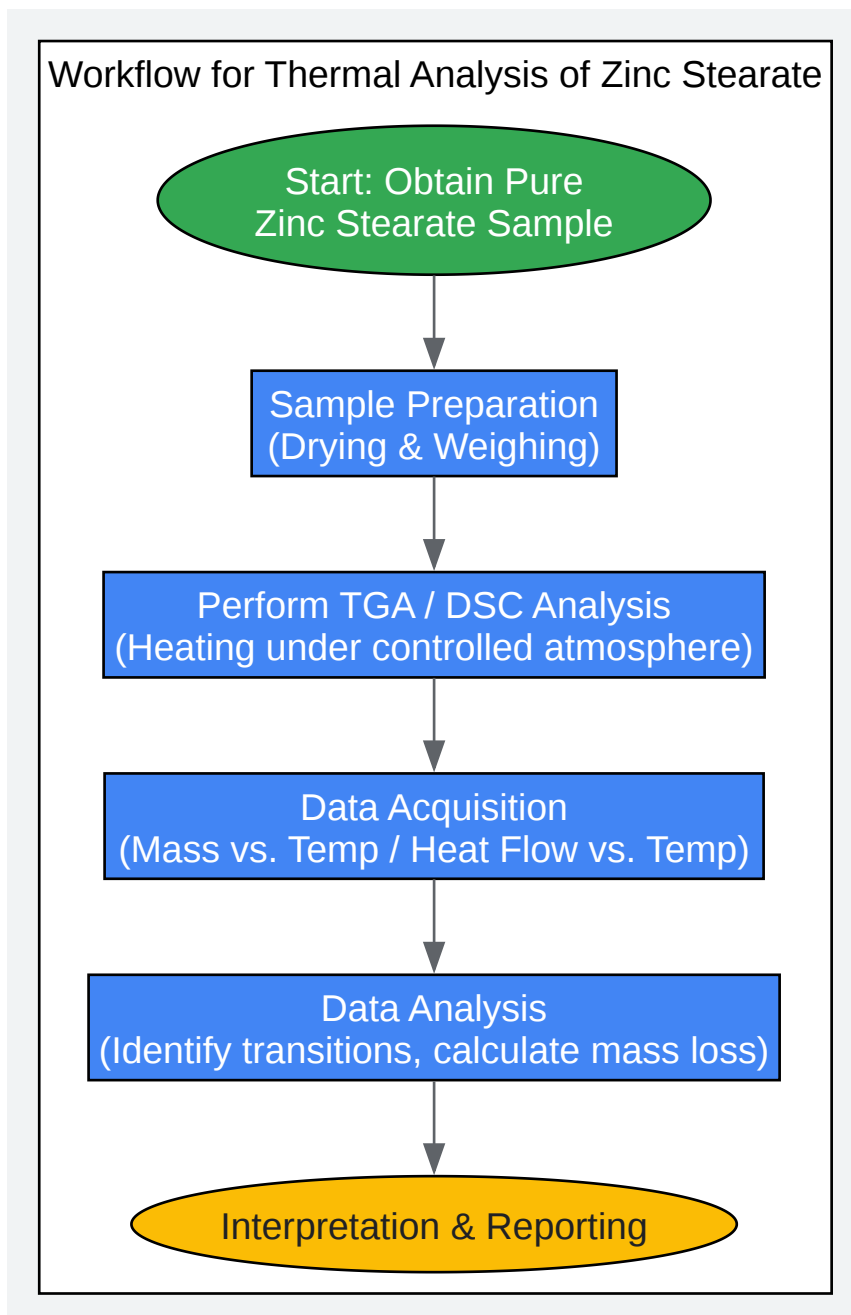 Workflow for Thermal Analysis of Zinc Stearate
Start: Obtain Pure
Zinc Stearate Sample
Sample Preparation
(Drying & Weighing)
Perform TGA / DSC Analysis
(Heating under controlled atmosphere)
Data Acquisition
(Mass vs. Temp / Heat Flow vs. Temp)
Data Analysis
(Identify transitions, calculate mass loss)
Interpretation & Reporting